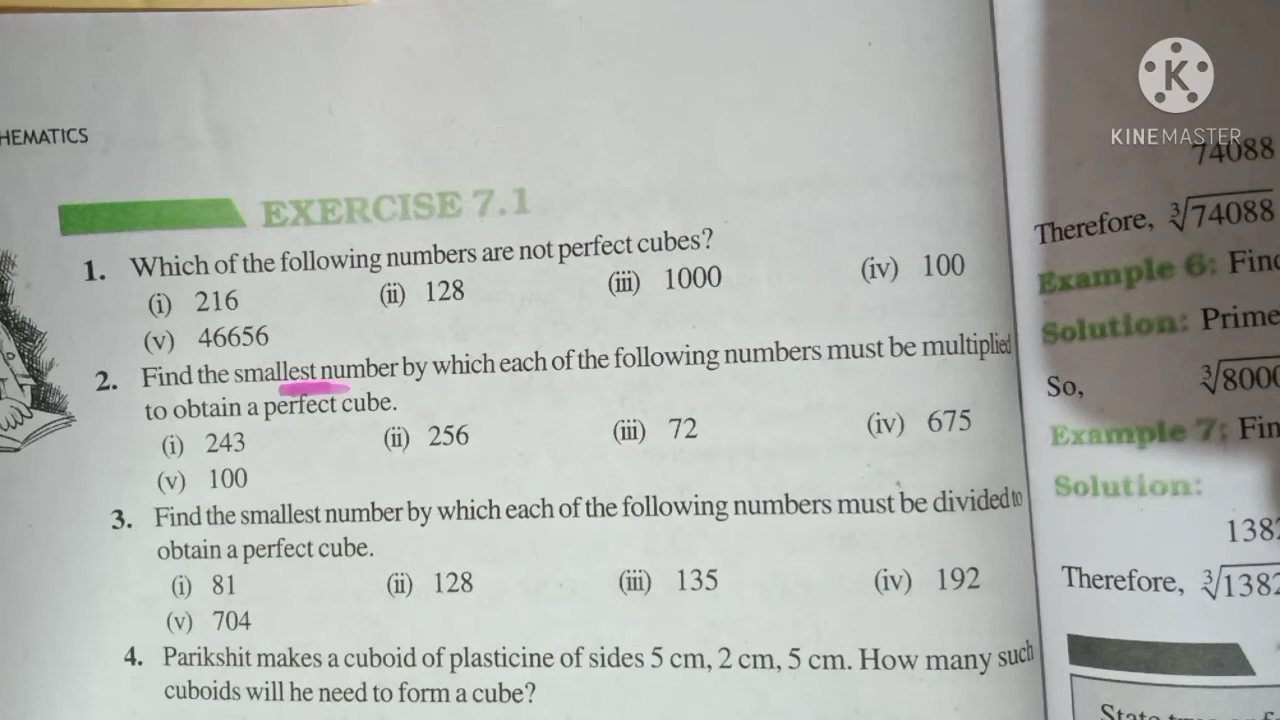 HEMATICS
EXERCISE 7.1
1. Which of the following numbers are not perfect cubes?
(i) 216 (ii) 128 (iii) 1000 (iv) 100
(v) 46656
2. Find the smallest number by which each of the following numbers must be multiplied
to obtain a perfect cube.
(i) 243 (ii) 256 (iii) 72 (iv) 675
(v) 100
3. Find the smallest number by which each of the following numbers must be divided to
obtain a perfect cube.
(i) 81 (ii) 128 (iii) 135 (iv) 192
(v) 704
4. Parikshit makes a cuboid of plasticine of sides 5 cm, 2 cm, 5 cm. How many such
cuboids will he need to form a cube?
K
KINEMASTER
74088
Therefore, ∛74088
Example 6: Find
Solution: Prime
So, ∛8000
Example 7: Fin
Solution:
138
Therefore, ∛138